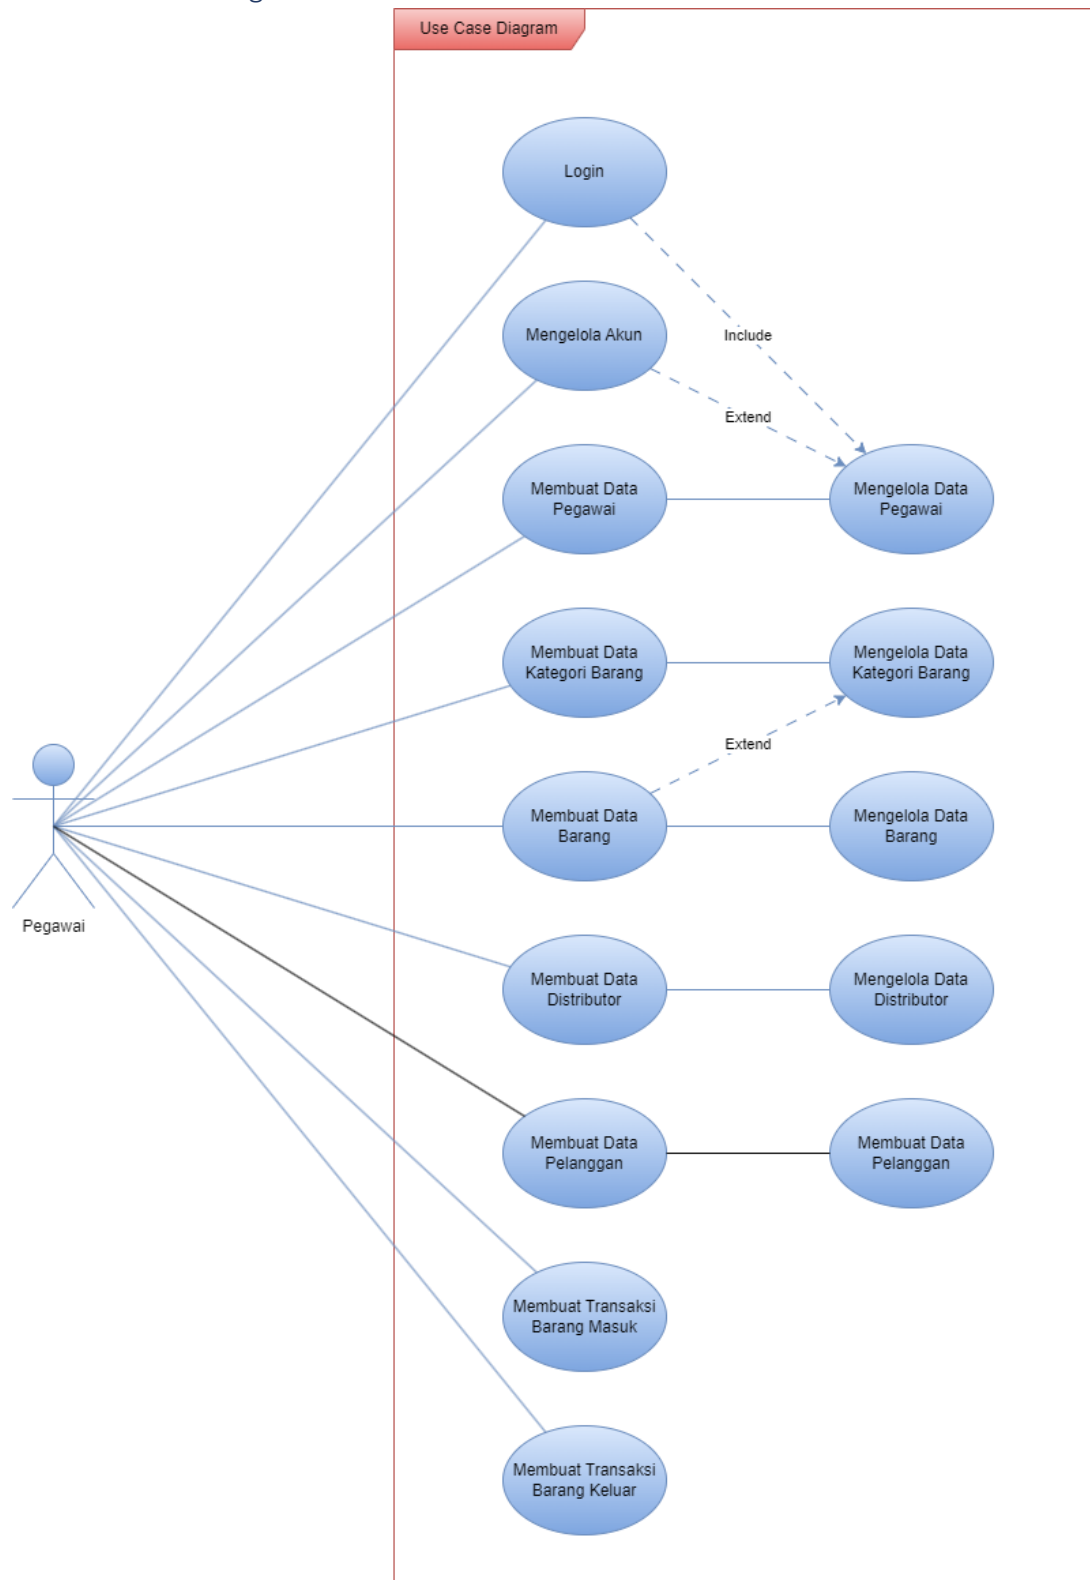 Use Case Diagram
Login
Mengelola Akun
Include
Extend
Membuat Data
Pegawai
Mengelola Data
Pegawai
Membuat Data
Kategori Barang
Mengelola Data
Kategori Barang
Extend
Membuat Data
Barang
Mengelola Data
Barang
Pegawai
Membuat Data
Distributor
Mengelola Data
Distributor
Membuat Data
Pelanggan
Membuat Data
Pelanggan
Membuat Transaksi
Barang Masuk
Membuat Transaksi
Barang Keluar